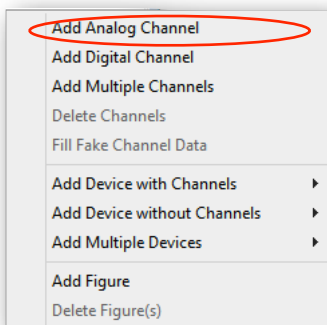 Add Analog Channel
Add Digital Channel
Add Multiple Channels
Delete Channels
Fill Fake Channel Data
Add Device with Channels
Add Device without Channels
Add Multiple Devices
Add Figure
Delete Figure(s)